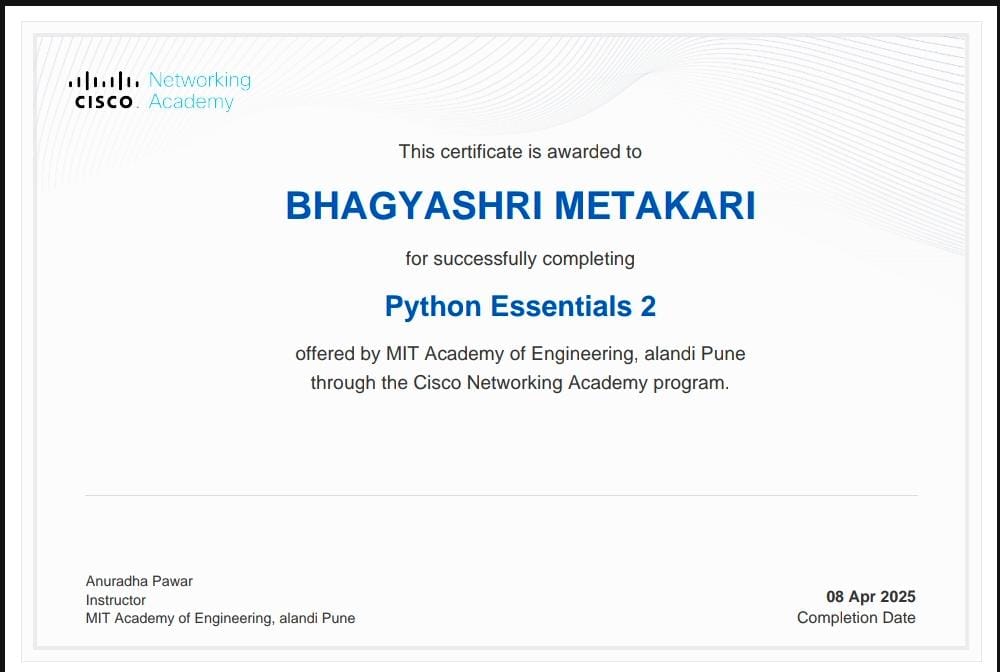 CISCO. Networking
Academy
This certificate is awarded to
BHAGYASHRI METAKARI
for successfully completing
Python Essentials 2
offered by MIT Academy of Engineering, alandi Pune
through the Cisco Networking Academy program.
Anuradha Pawar
Instructor
MIT Academy of Engineering, alandi Pune
08 Apr 2025
Completion Date